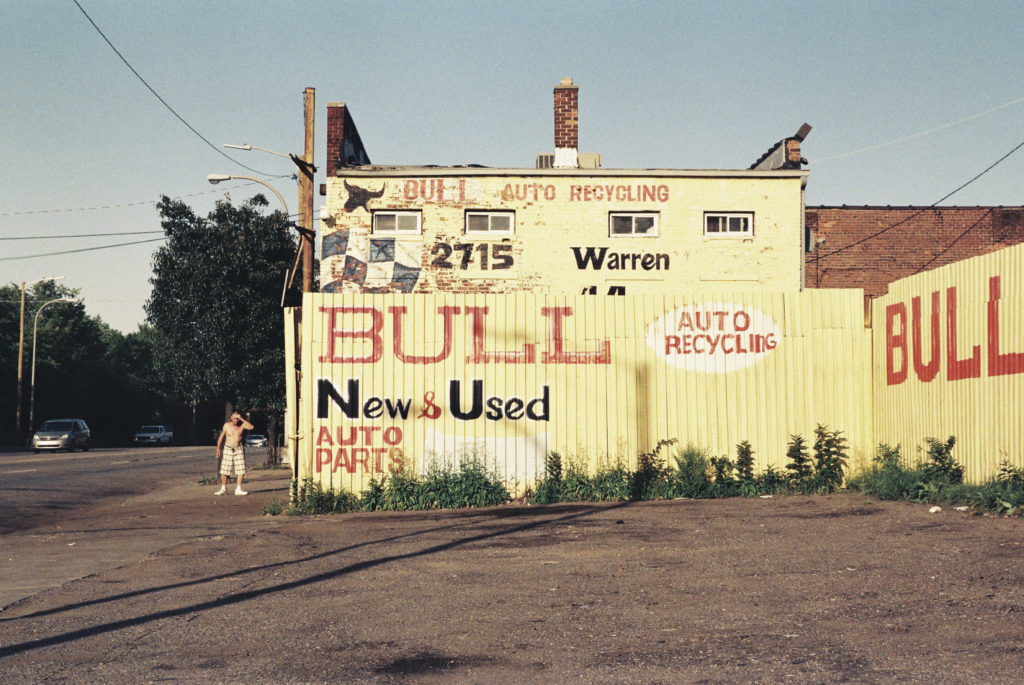 BULL AUTO RECYCLING
2715 Warren
BULL
AUTO
RECYCLING
New & Used
AUTO
PARTS
BULL